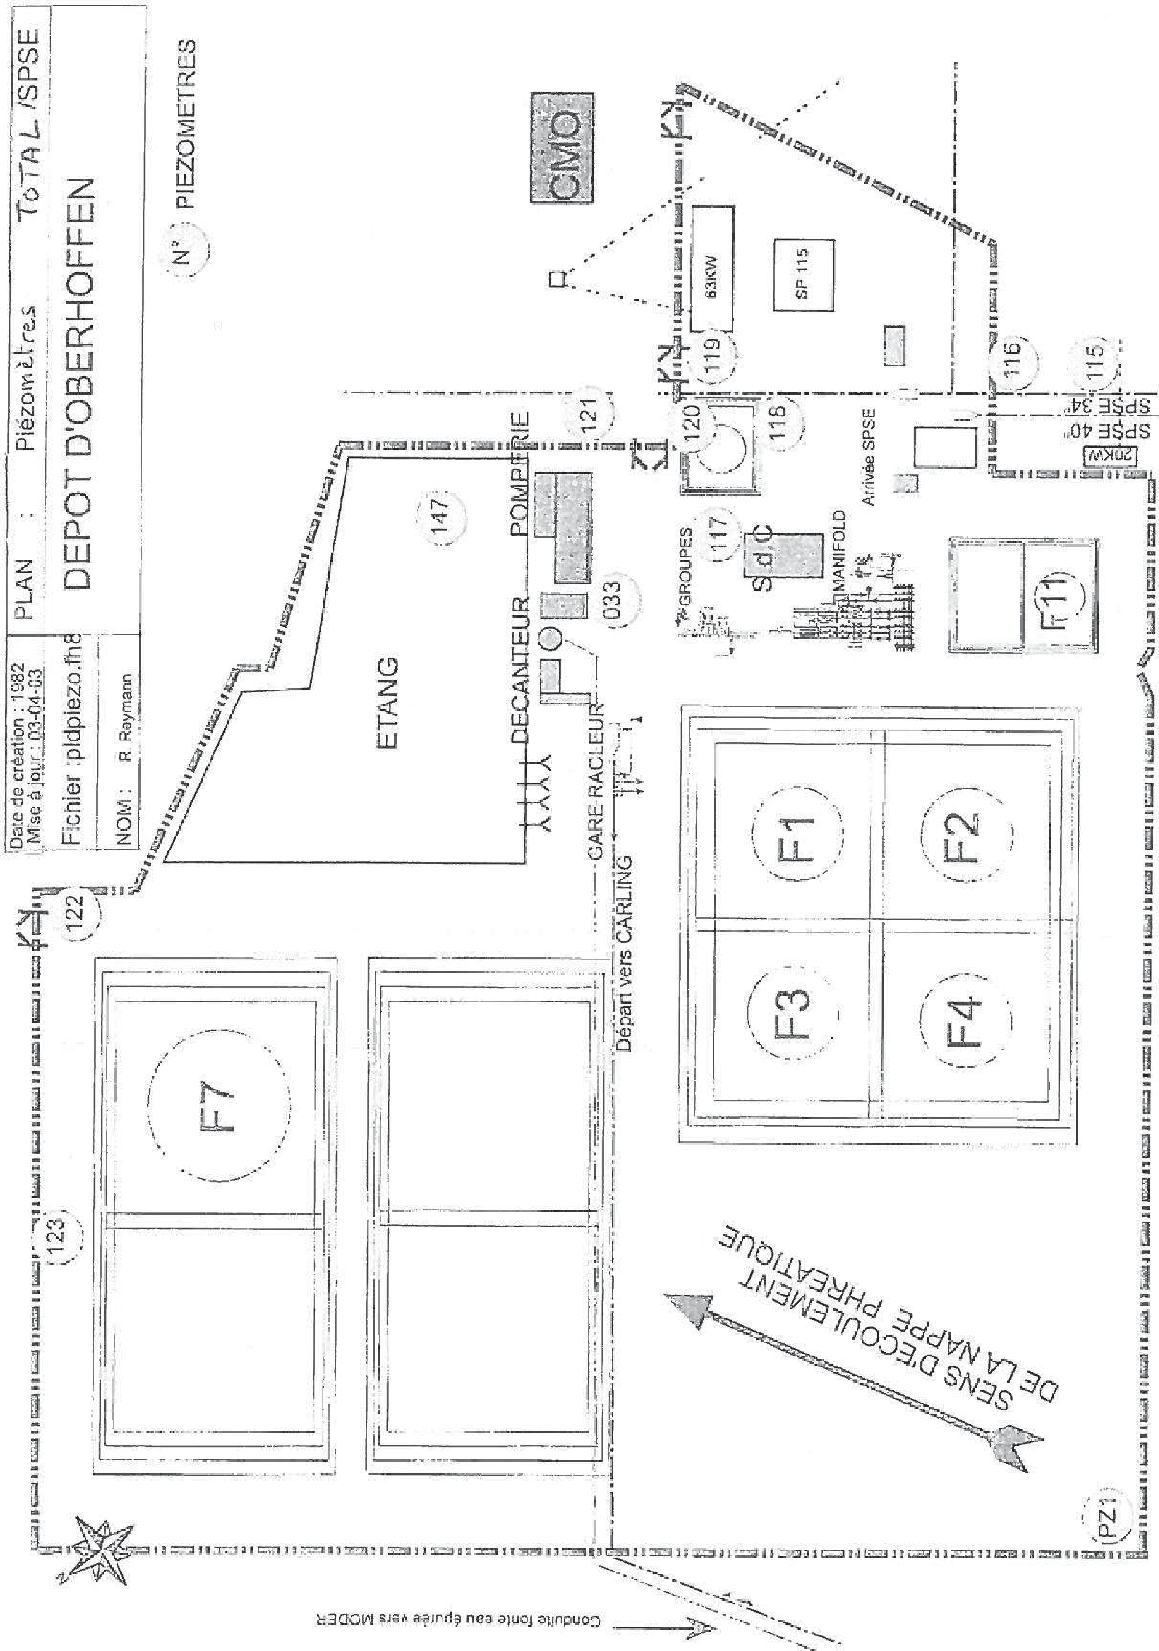 PLAN : Piézomètres TOTAL/SPSE
DEPOT D'OBERHOFFEN
Date de création : 1982
Mise à jour : 03-04-03
Fichier :pldpiezo.fh8
NOM : R. Raymann
N° PIEZOMETRES
CMO
63KW
SP 115
119
116
115
121
120
118
SPSE 34"
SPSE 40"
20KW
Arrivée SPSE
147
POMPERIE
GROUPES
117
S d C
MANIFOLD
033
F11
ETANG
DECANTEUR
GARE RACLEUR
Départ vers CARLING
F1
F2
F3
F4
122
F7
123
SENS D'ECOULEMENT
DE LA NAPPE PHREATIQUE
PZ1
N
Conduite fonte eau épurée vers MODER